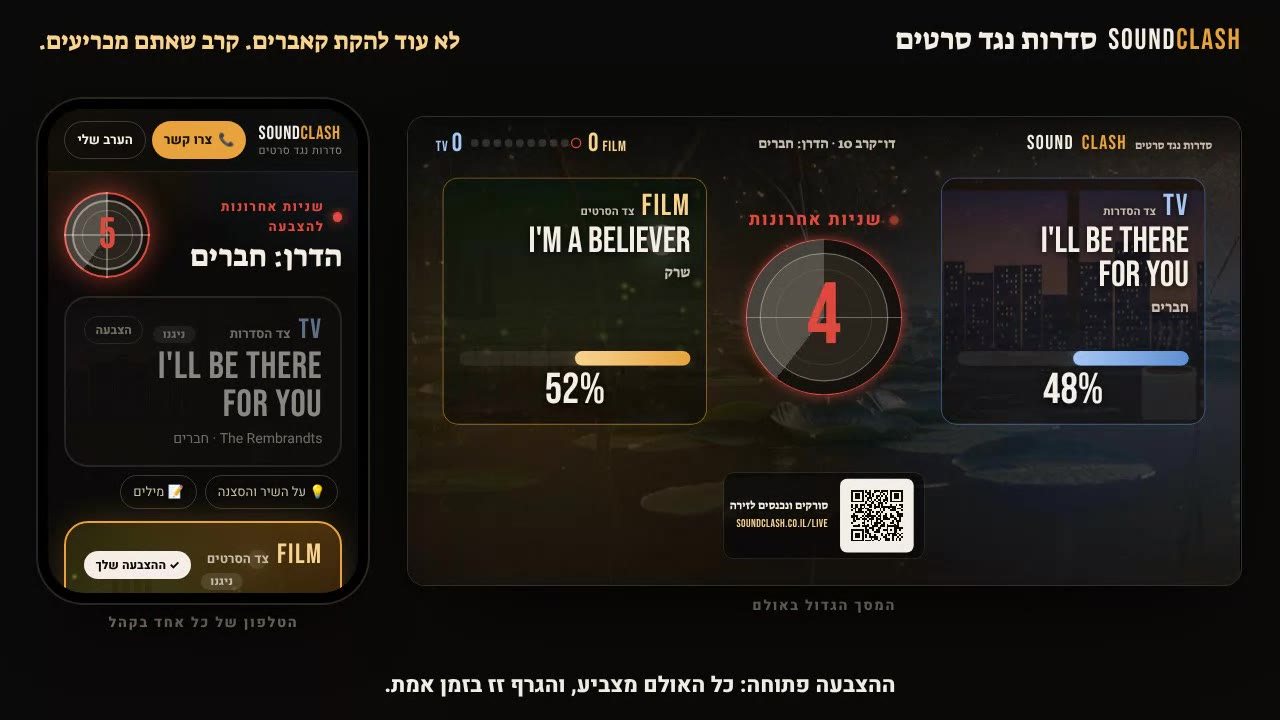 SOUNDCLASH סדרות נגד סרטים
לא עוד להקת קאברים. קרב שאתם מכריעים.
SOUND CLASH סדרות נגד סרטים
דו־קרב 10 · הדרן: חברים
TV 0 0 FILM
TV צד הסדרות
I'LL BE THERE
FOR YOU
חברים
48%
שניות אחרונות
4
FILM צד הסרטים
I'M A BELIEVER
שרק
52%
סורקים ונכנסים לזירה
SOUNDCLASH.CO.IL/LIVE
המסך הגדול באולם
SOUNDCLASH
סדרות נגד סרטים
📞 צרו קשר
הערב שלי
שניות אחרונות
להצבעה
הדרן: חברים
5
TV צד הסדרות
ניגנו
הצבעה
I'LL BE THERE
FOR YOU
The Rembrandts · חברים
💡 על השיר והסצנה
📝 מילים
FILM צד הסרטים
ניגנו
✓ ההצבעה שלך
הטלפון של כל אחד בקהל
ההצבעה פתוחה: כל האולם מצביע, והגרף זז בזמן אמת.